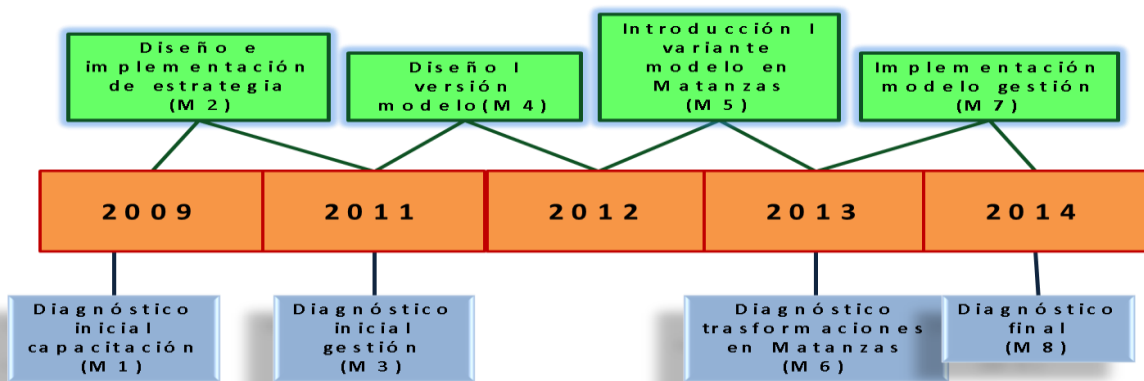 Diseño e
implementación
de estrategia
(M 2)
Diseño I
versión
modelo(M 4)
Introducción I
variante
modelo en
Matanzas
(M 5)
Implementación
modelo gestión
(M 7)
2009
2011
2012
2013
2014
Diagnóstico
inicial
capacitación
(M 1)
Diagnóstico
inicial
gestión
(M 3)
Diagnóstico
trasformaciones
en Matanzas
(M 6)
Diagnóstico
final
(M 8)